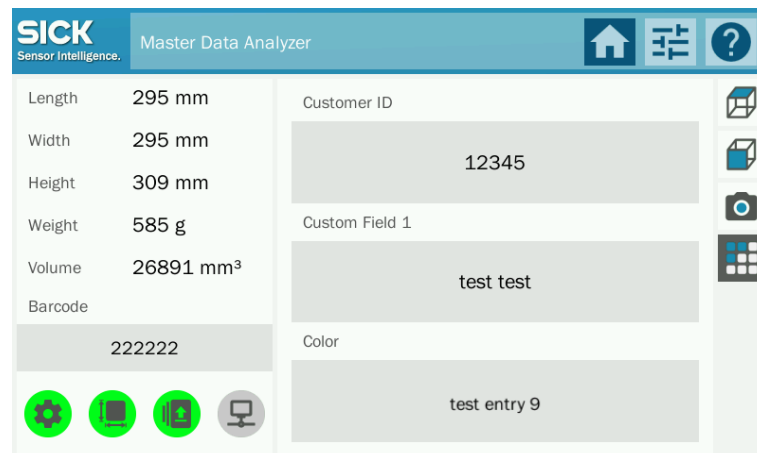 SICK
Sensor Intelligence.
Master Data Analyzer
?
Length 295 mm
Width 295 mm
Height 309 mm
Weight 585 g
Volume 26891 mm³
Barcode
222222
Customer ID
12345
Custom Field 1
test test
Color
test entry 9